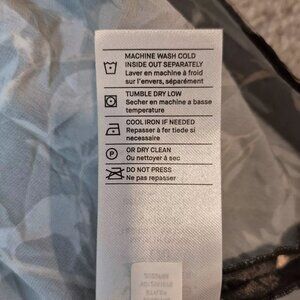 MACHINE WASH COLD
INSIDE OUT SEPARATELY
Laver en machine à froid
sur l'envers, séparément
TUMBLE DRY LOW
Secher en machine a basse
temperature
COOL IRON IF NEEDED
Repasser à fer tiede si
necessaire
P
OR DRY CLEAN
Ou nettoyer à sec
DO NOT PRESS
Ne pas repasser